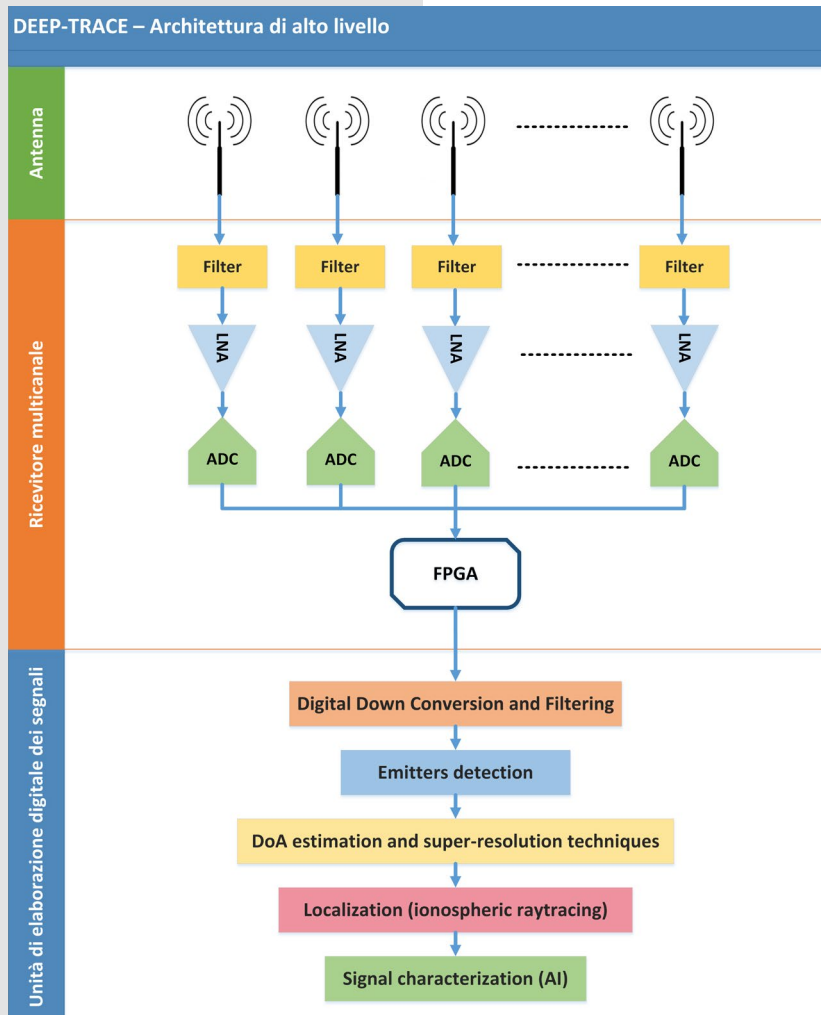 DEEP-TRACE – Architettura di alto livello
Antenna
Ricevitore multicanale
Filter Filter Filter Filter
LNA LNA LNA LNA
ADC ADC ADC ADC
FPGA
Unità di elaborazione digitale dei segnali
Digital Down Conversion and Filtering
Emitters detection
DoA estimation and super-resolution techniques
Localization (ionospheric raytracing)
Signal characterization (AI)